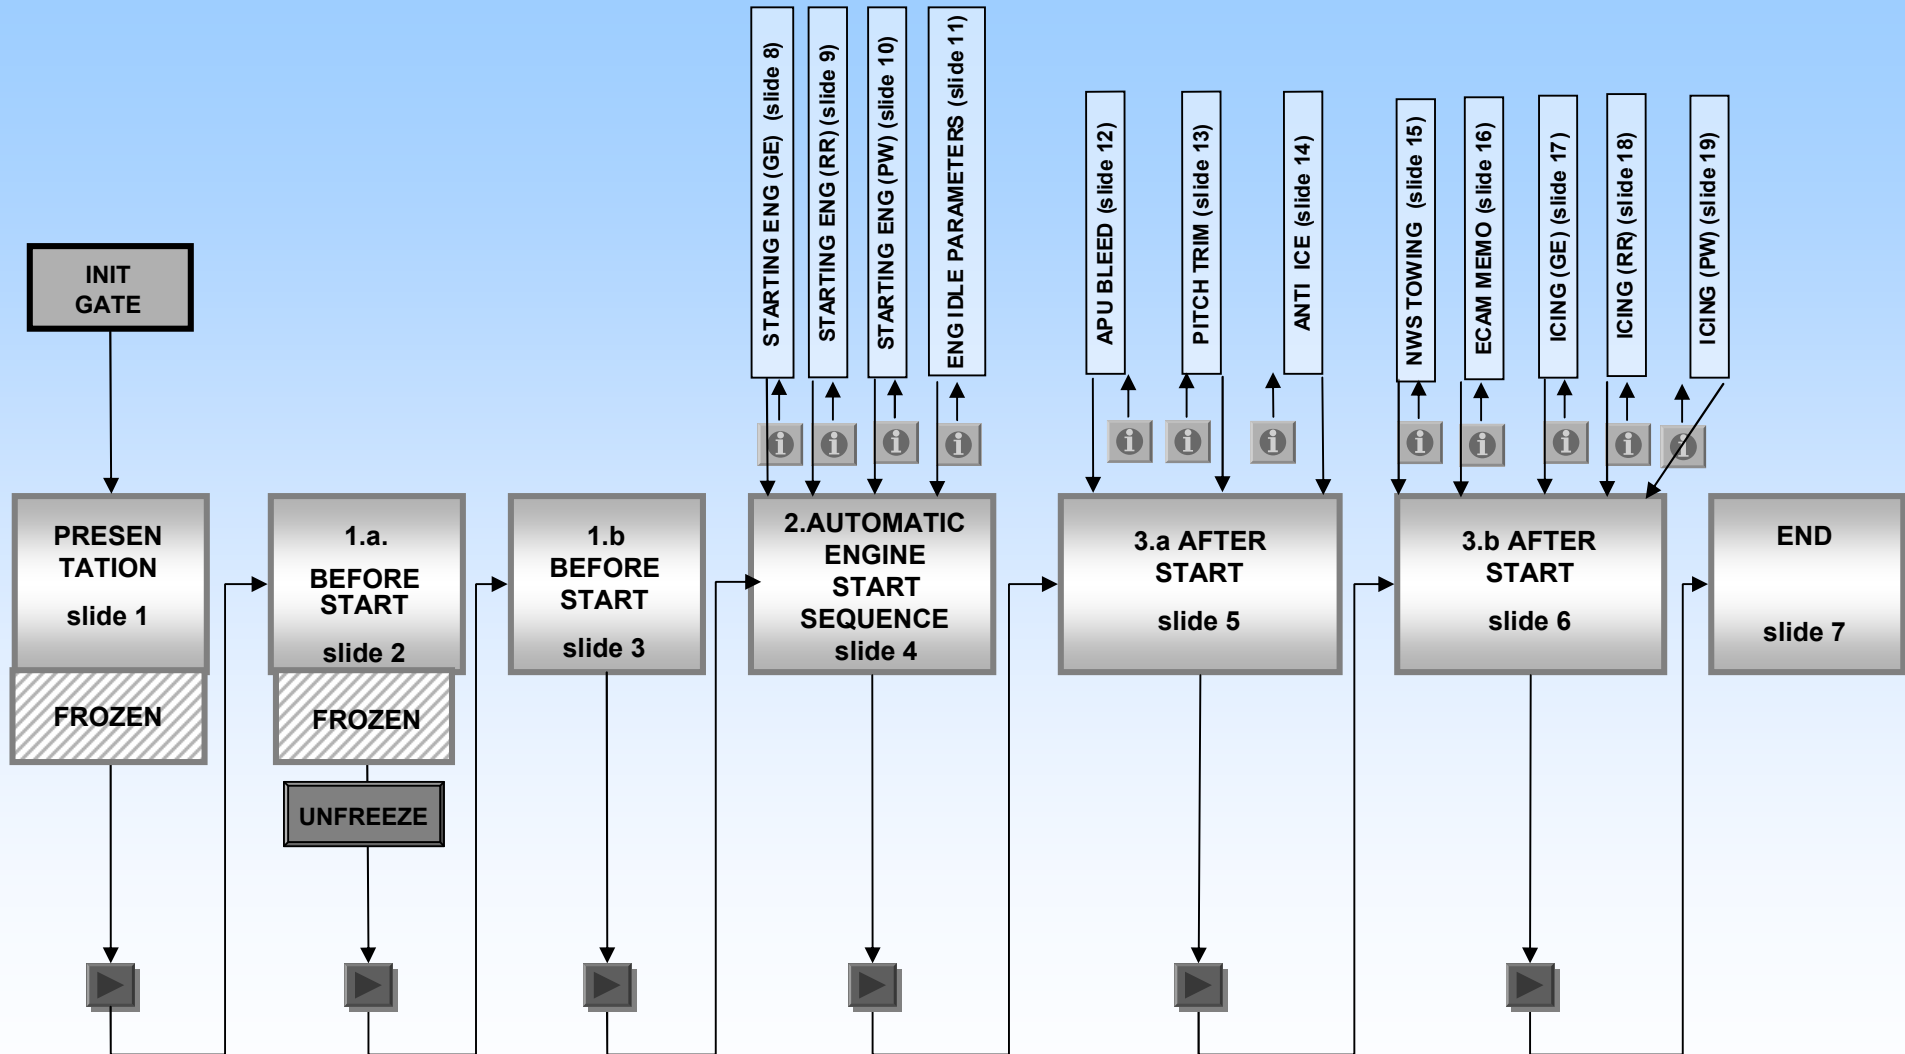 STARTING ENG (GE) (slide 8)
STARTING ENG (RR) (slide 9)
STARTING ENG (PW) (slide 10)
ENG IDLE PARAMETERS (slide 11)
APU BLEED (slide 12)
PITCH TRIM (slide 13)
ANTI ICE (slide 14)
NWS TOWING (slide 15)
ECAM MEMO (slide 16)
ICING (GE) (slide 17)
ICING (RR) (slide 18)
ICING (PW) (slide 19)
INIT
GATE
PRESEN
TATION
slide 1
FROZEN
1.a.
BEFORE
START
slide 2
FROZEN
UNFREEZE
1.b
BEFORE
START
slide 3
2.AUTOMATIC
ENGINE
START
SEQUENCE
slide 4
3.a AFTER
START
slide 5
3.b AFTER
START
slide 6
END
slide 7